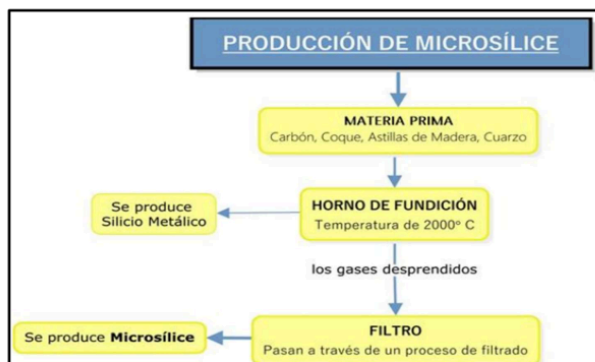 PRODUCCIÓN DE MICROSÍLICE
MATERIA PRIMA
Carbón, Coque, Astillas de Madera, Cuarzo
Se produce
Silicio Metálico
HORNO DE FUNDICIÓN
Temperatura de 2000º C
los gases desprendidos
Se produce Microsílice
FILTRO
Pasan a través de un proceso de filtrado